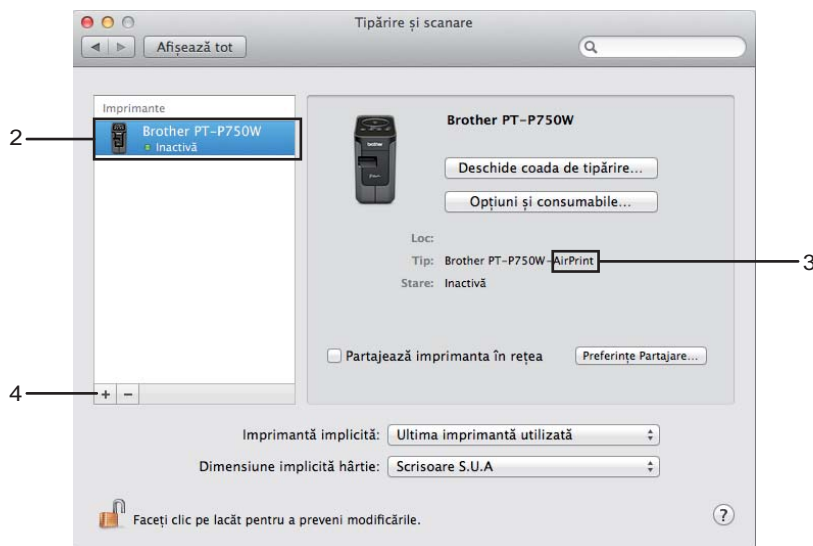 Tipărire și scanare
Afișează tot
Imprimante
Brother PT-P750W
Inactivă
2
Brother PT-P750W
Deschide coada de tipărire...
Opțiuni și consumabile...
Loc:
Tip: Brother PT-P750W-AirPrint
3
Stare: Inactivă
Partajează imprimanta în rețea
Preferințe Partajare...
4
+ −
Imprimantă implicită: Ultima imprimantă utilizată
Dimensiune implicită hârtie: Scrisoare S.U.A
Faceți clic pe lacăt pentru a preveni modificările.
?